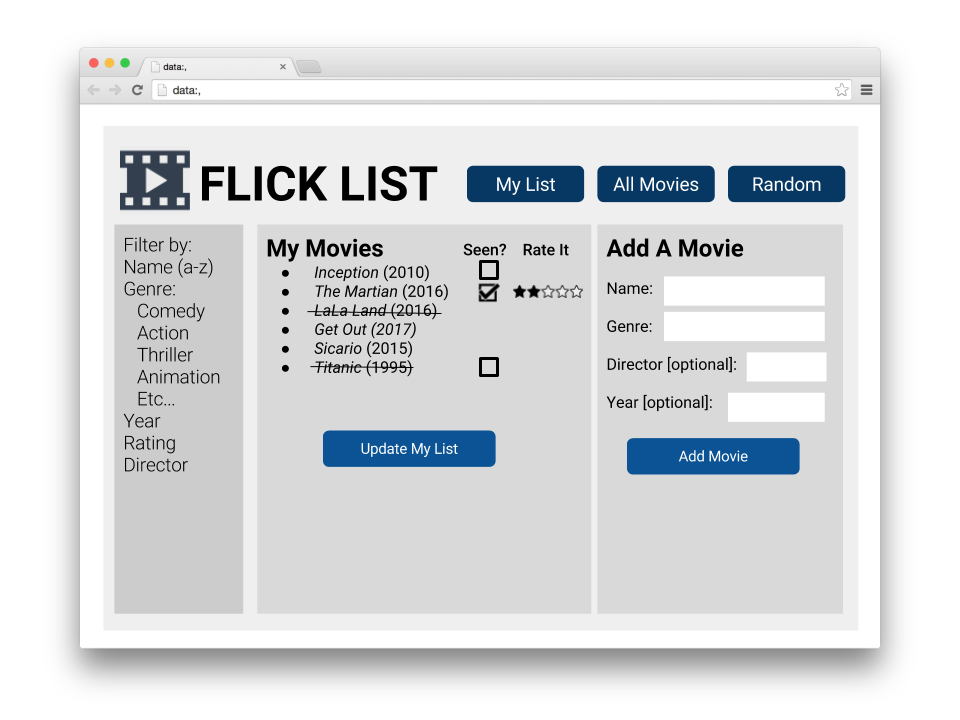 data:,
data:,
FLICK LIST
My List
All Movies
Random
Filter by:
Name (a-z)
Genre:
Comedy
Action
Thriller
Animation
Etc...
Year
Rating
Director
My Movies
Seen?
Rate It
● Inception (2010)
● The Martian (2016)
● LaLa Land (2016)
● Get Out (2017)
● Sicario (2015)
● Titanic (1995)
Update My List
Add A Movie
Name:
Genre:
Director [optional]:
Year [optional]:
Add Movie